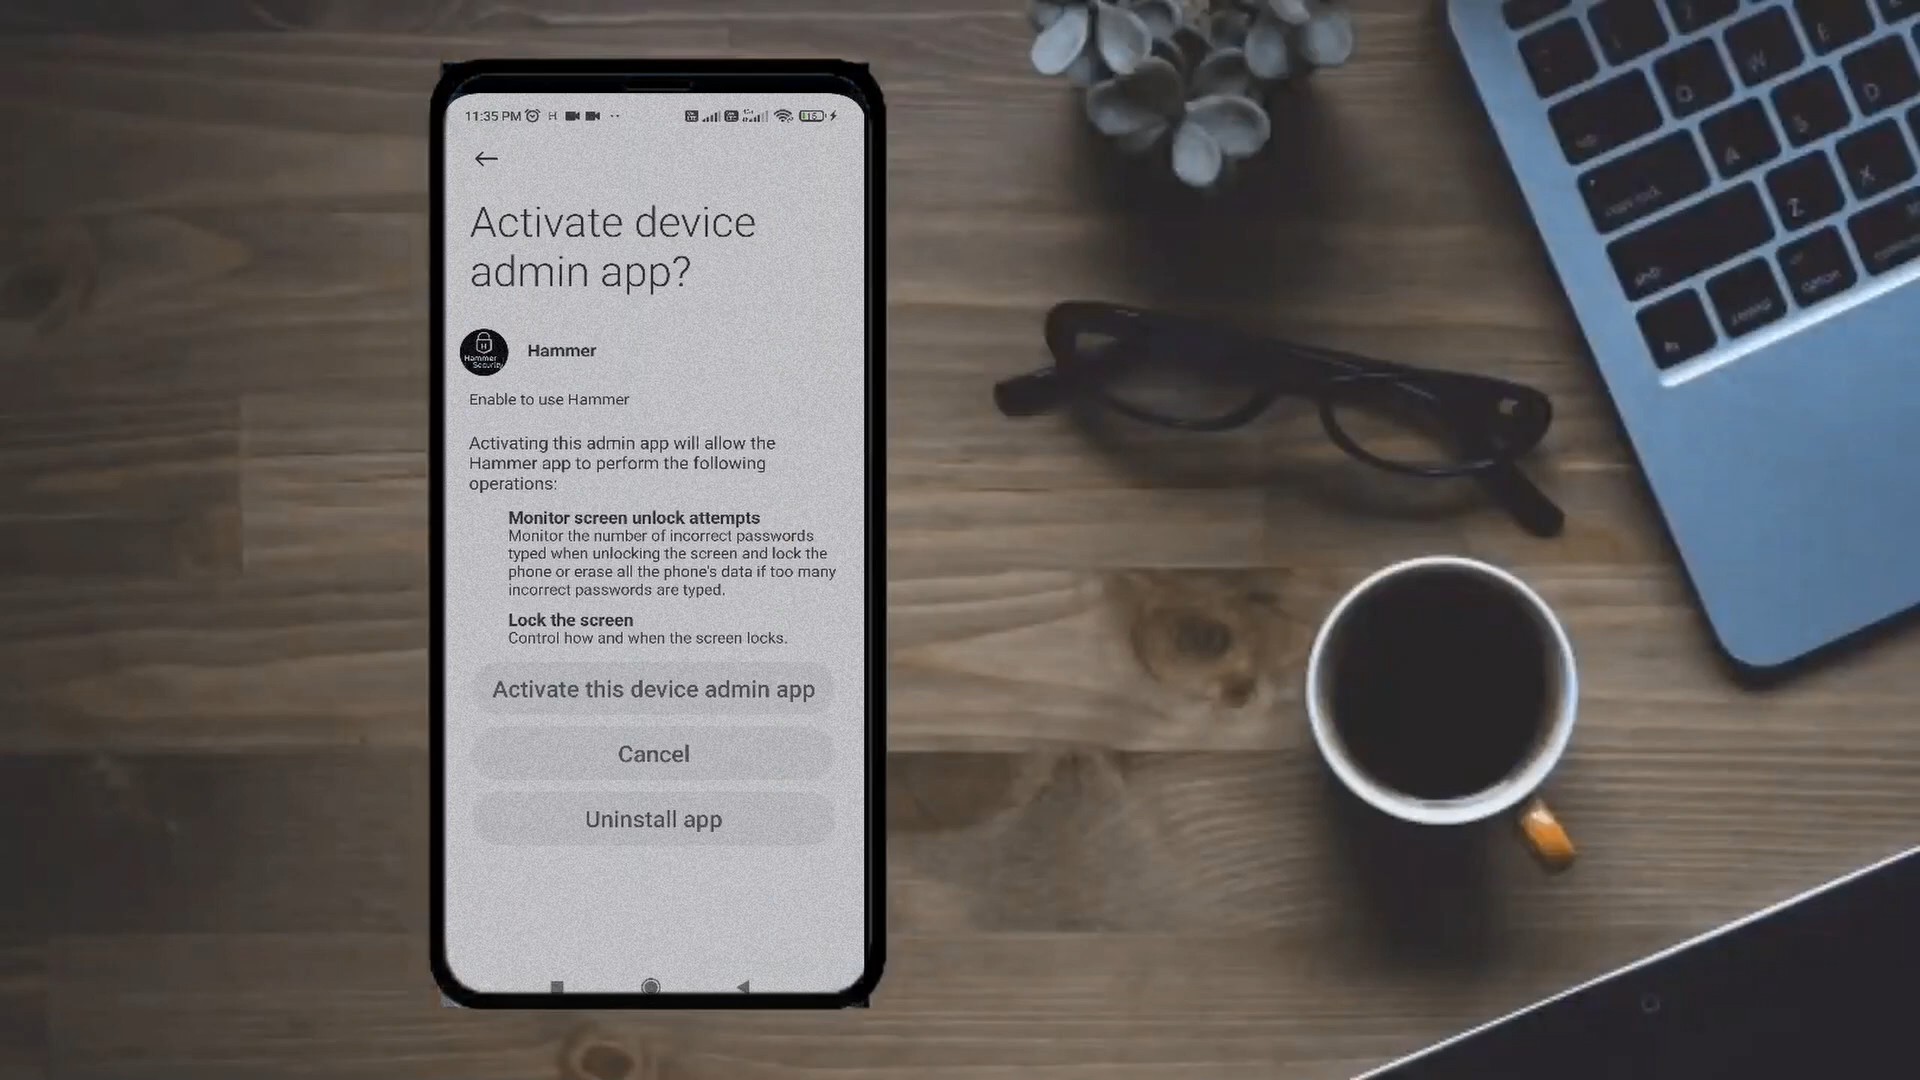 11:35 PM
H
16
Activate device
admin app?
H
Hammer
Security
Hammer
Enable to use Hammer
Activating this admin app will allow the
Hammer app to perform the following
operations:
Monitor screen unlock attempts
Monitor the number of incorrect passwords
typed when unlocking the screen and lock the
phone or erase all the phone's data if too many
incorrect passwords are typed.
Lock the screen
Control how and when the screen locks.
Activate this device admin app
Cancel
Uninstall app
Q
W
E
A
S
D
Z
X
option